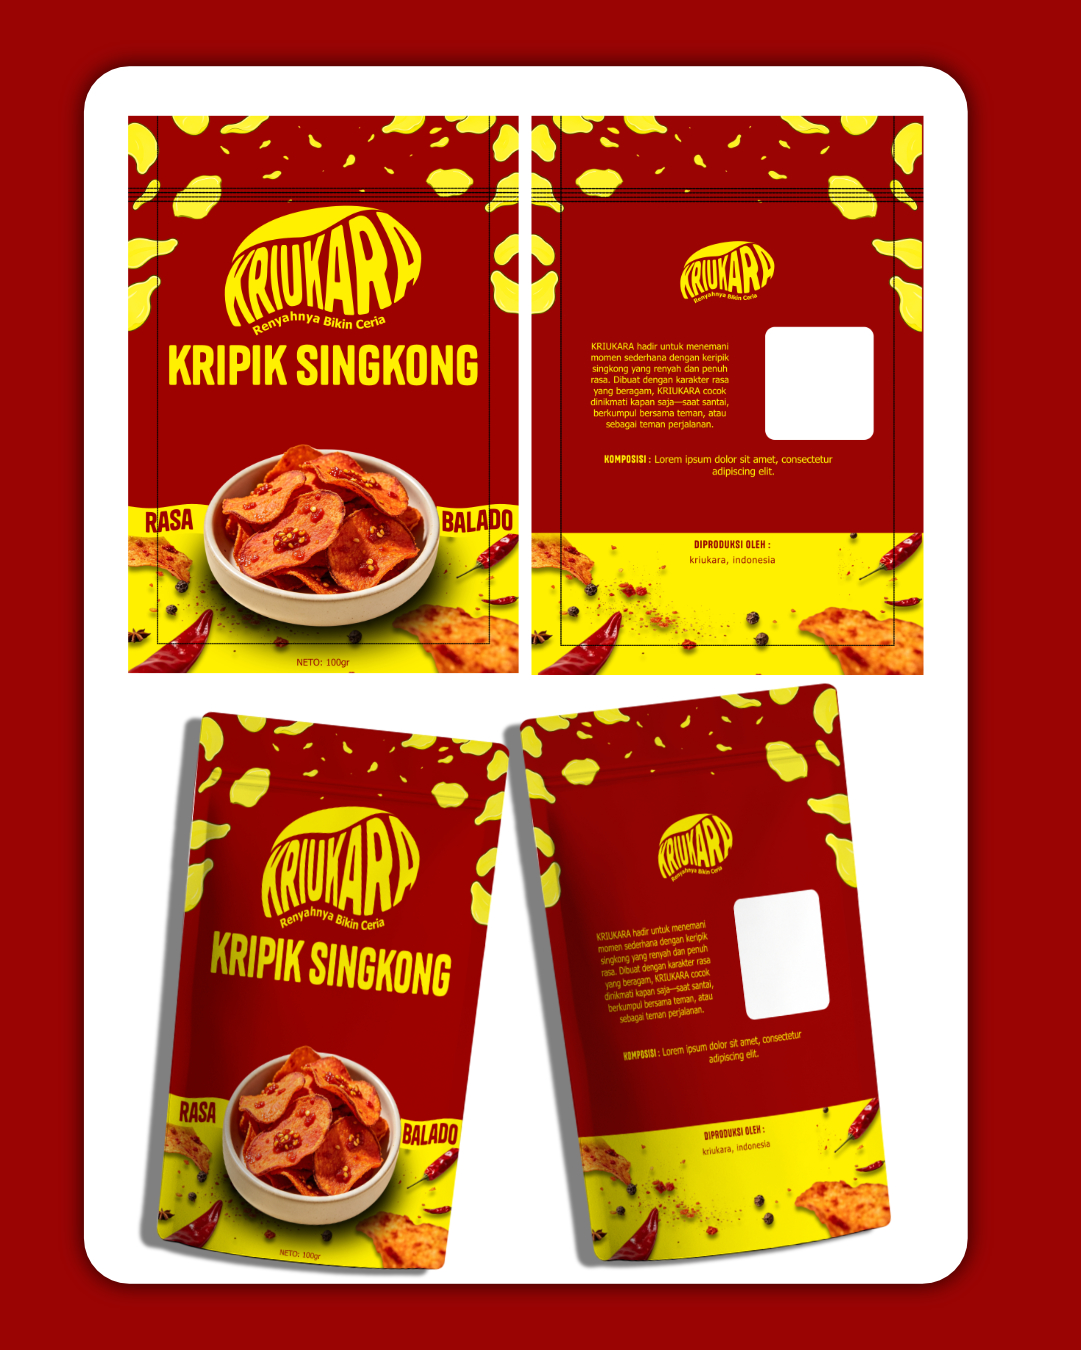 KRIUKARA
Renyahnya Bikin Ceria
KRIPIK SINGKONG
RASA
BALADO
NETO: 100gr
KRIUKARA
Renyahnya Bikin Ceria
KRIUKARA hadir untuk menemani
momen sederhana dengan keripik
singkong yang renyah dan penuh
rasa. Dibuat dengan karakter rasa
yang beragam, KRIUKARA cocok
dinikmati kapan saja—saat santai,
berkumpul bersama teman, atau
sebagai teman perjalanan.
KOMPOSISI : Lorem ipsum dolor sit amet, consectetur
adipiscing elit.
DIPRODUKSI OLEH :
kriukara, indonesia
KRIUKARA
Renyahnya Bikin Ceria
KRIPIK SINGKONG
RASA
BALADO
NETO: 100gr
KRIUKARA
Renyahnya Bikin Ceria
KRIUKARA hadir untuk menemani
momen sederhana dengan keripik
singkong yang renyah dan penuh
rasa. Dibuat dengan karakter rasa
yang beragam, KRIUKARA cocok
dinikmati kapan saja—saat santai,
berkumpul bersama teman, atau
sebagai teman perjalanan.
KOMPOSISI : Lorem ipsum dolor sit amet, consectetur
adipiscing elit.
DIPRODUKSI OLEH :
kriukara, indonesia